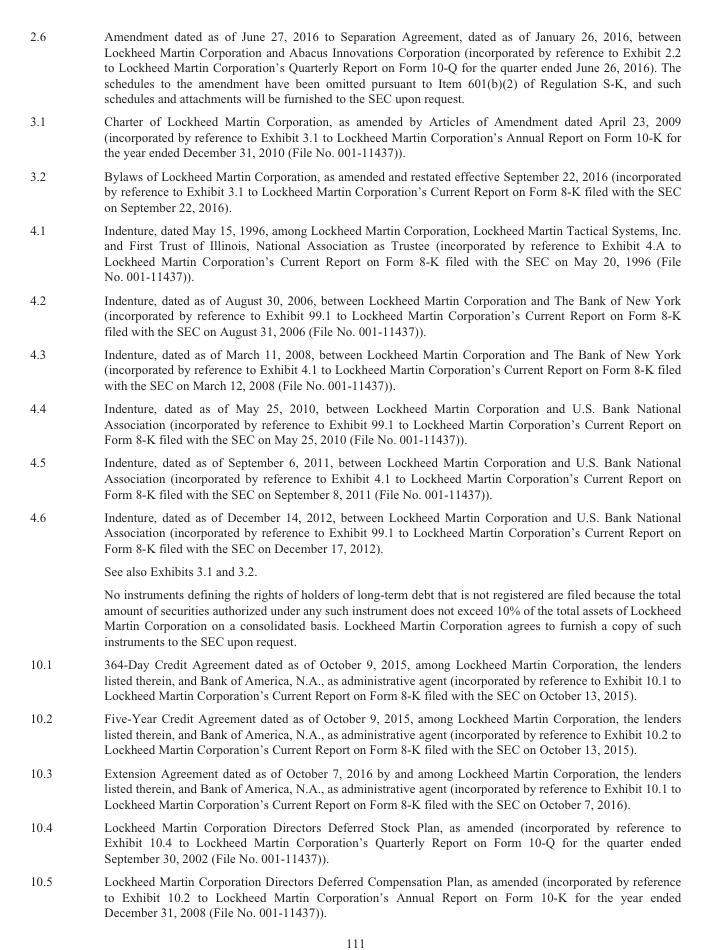 2.6 Amendment dated as of June 27, 2016 to Separation Agreement, dated as of January 26, 2016, between
Lockheed Martin Corporation and Abacus Innovations Corporation (incorporated by reference to Exhibit 2.2
to Lockheed Martin Corporation's Quarterly Report on Form 10-Q for the quarter ended June 26, 2016). The
schedules to the amendment have been omitted pursuant to Item 601(b)(2) of Regulation S-K, and such
schedules and attachments will be furnished to the SEC upon request.
3.1 Charter of Lockheed Martin Corporation, as amended by Articles of Amendment dated April 23, 2009
(incorporated by reference to Exhibit 3.1 to Lockheed Martin Corporation's Annual Report on Form 10-K for
the year ended December 31, 2010 (File No. 001-11437)).
3.2 Bylaws of Lockheed Martin Corporation, as amended and restated effective September 22, 2016 (incorporated
by reference to Exhibit 3.1 to Lockheed Martin Corporation's Current Report on Form 8-K filed with the SEC
on September 22, 2016).
4.1 Indenture, dated May 15, 1996, among Lockheed Martin Corporation, Lockheed Martin Tactical Systems, Inc.
and First Trust of Illinois, National Association as Trustee (incorporated by reference to Exhibit 4.A to
Lockheed Martin Corporation's Current Report on Form 8-K filed with the SEC on May 20, 1996 (File
No. 001-11437)).
4.2 Indenture, dated as of August 30, 2006, between Lockheed Martin Corporation and The Bank of New York
(incorporated by reference to Exhibit 99.1 to Lockheed Martin Corporation's Current Report on Form 8-K
filed with the SEC on August 31, 2006 (File No. 001-11437)).
4.3 Indenture, dated as of March 11, 2008, between Lockheed Martin Corporation and The Bank of New York
(incorporated by reference to Exhibit 4.1 to Lockheed Martin Corporation's Current Report on Form 8-K filed
with the SEC on March 12, 2008 (File No. 001-11437)).
4.4 Indenture, dated as of May 25, 2010, between Lockheed Martin Corporation and U.S. Bank National
Association (incorporated by reference to Exhibit 99.1 to Lockheed Martin Corporation's Current Report on
Form 8-K filed with the SEC on May 25, 2010 (File No. 001-11437)).
4.5 Indenture, dated as of September 6, 2011, between Lockheed Martin Corporation and U.S. Bank National
Association (incorporated by reference to Exhibit 4.1 to Lockheed Martin Corporation's Current Report on
Form 8-K filed with the SEC on September 8, 2011 (File No. 001-11437)).
4.6 Indenture, dated as of December 14, 2012, between Lockheed Martin Corporation and U.S. Bank National
Association (incorporated by reference to Exhibit 99.1 to Lockheed Martin Corporation's Current Report on
Form 8-K filed with the SEC on December 17, 2012).
See also Exhibits 3.1 and 3.2.
No instruments defining the rights of holders of long-term debt that is not registered are filed because the total
amount of securities authorized under any such instrument does not exceed 10% of the total assets of Lockheed
Martin Corporation on a consolidated basis. Lockheed Martin Corporation agrees to furnish a copy of such
instruments to the SEC upon request.
10.1 364-Day Credit Agreement dated as of October 9, 2015, among Lockheed Martin Corporation, the lenders
listed therein, and Bank of America, N.A., as administrative agent (incorporated by reference to Exhibit 10.1 to
Lockheed Martin Corporation's Current Report on Form 8-K filed with the SEC on October 13, 2015).
10.2 Five-Year Credit Agreement dated as of October 9, 2015, among Lockheed Martin Corporation, the lenders
listed therein, and Bank of America, N.A., as administrative agent (incorporated by reference to Exhibit 10.2 to
Lockheed Martin Corporation's Current Report on Form 8-K filed with the SEC on October 13, 2015).
10.3 Extension Agreement dated as of October 7, 2016 by and among Lockheed Martin Corporation, the lenders
listed therein, and Bank of America, N.A., as administrative agent (incorporated by reference to Exhibit 10.1 to
Lockheed Martin Corporation's Current Report on Form 8-K filed with the SEC on October 7, 2016).
10.4 Lockheed Martin Corporation Directors Deferred Stock Plan, as amended (incorporated by reference to
Exhibit 10.4 to Lockheed Martin Corporation's Quarterly Report on Form 10-Q for the quarter ended
September 30, 2002 (File No. 001-11437)).
10.5 Lockheed Martin Corporation Directors Deferred Compensation Plan, as amended (incorporated by reference
to Exhibit 10.2 to Lockheed Martin Corporation's Annual Report on Form 10-K for the year ended
December 31, 2008 (File No. 001-11437)).
111